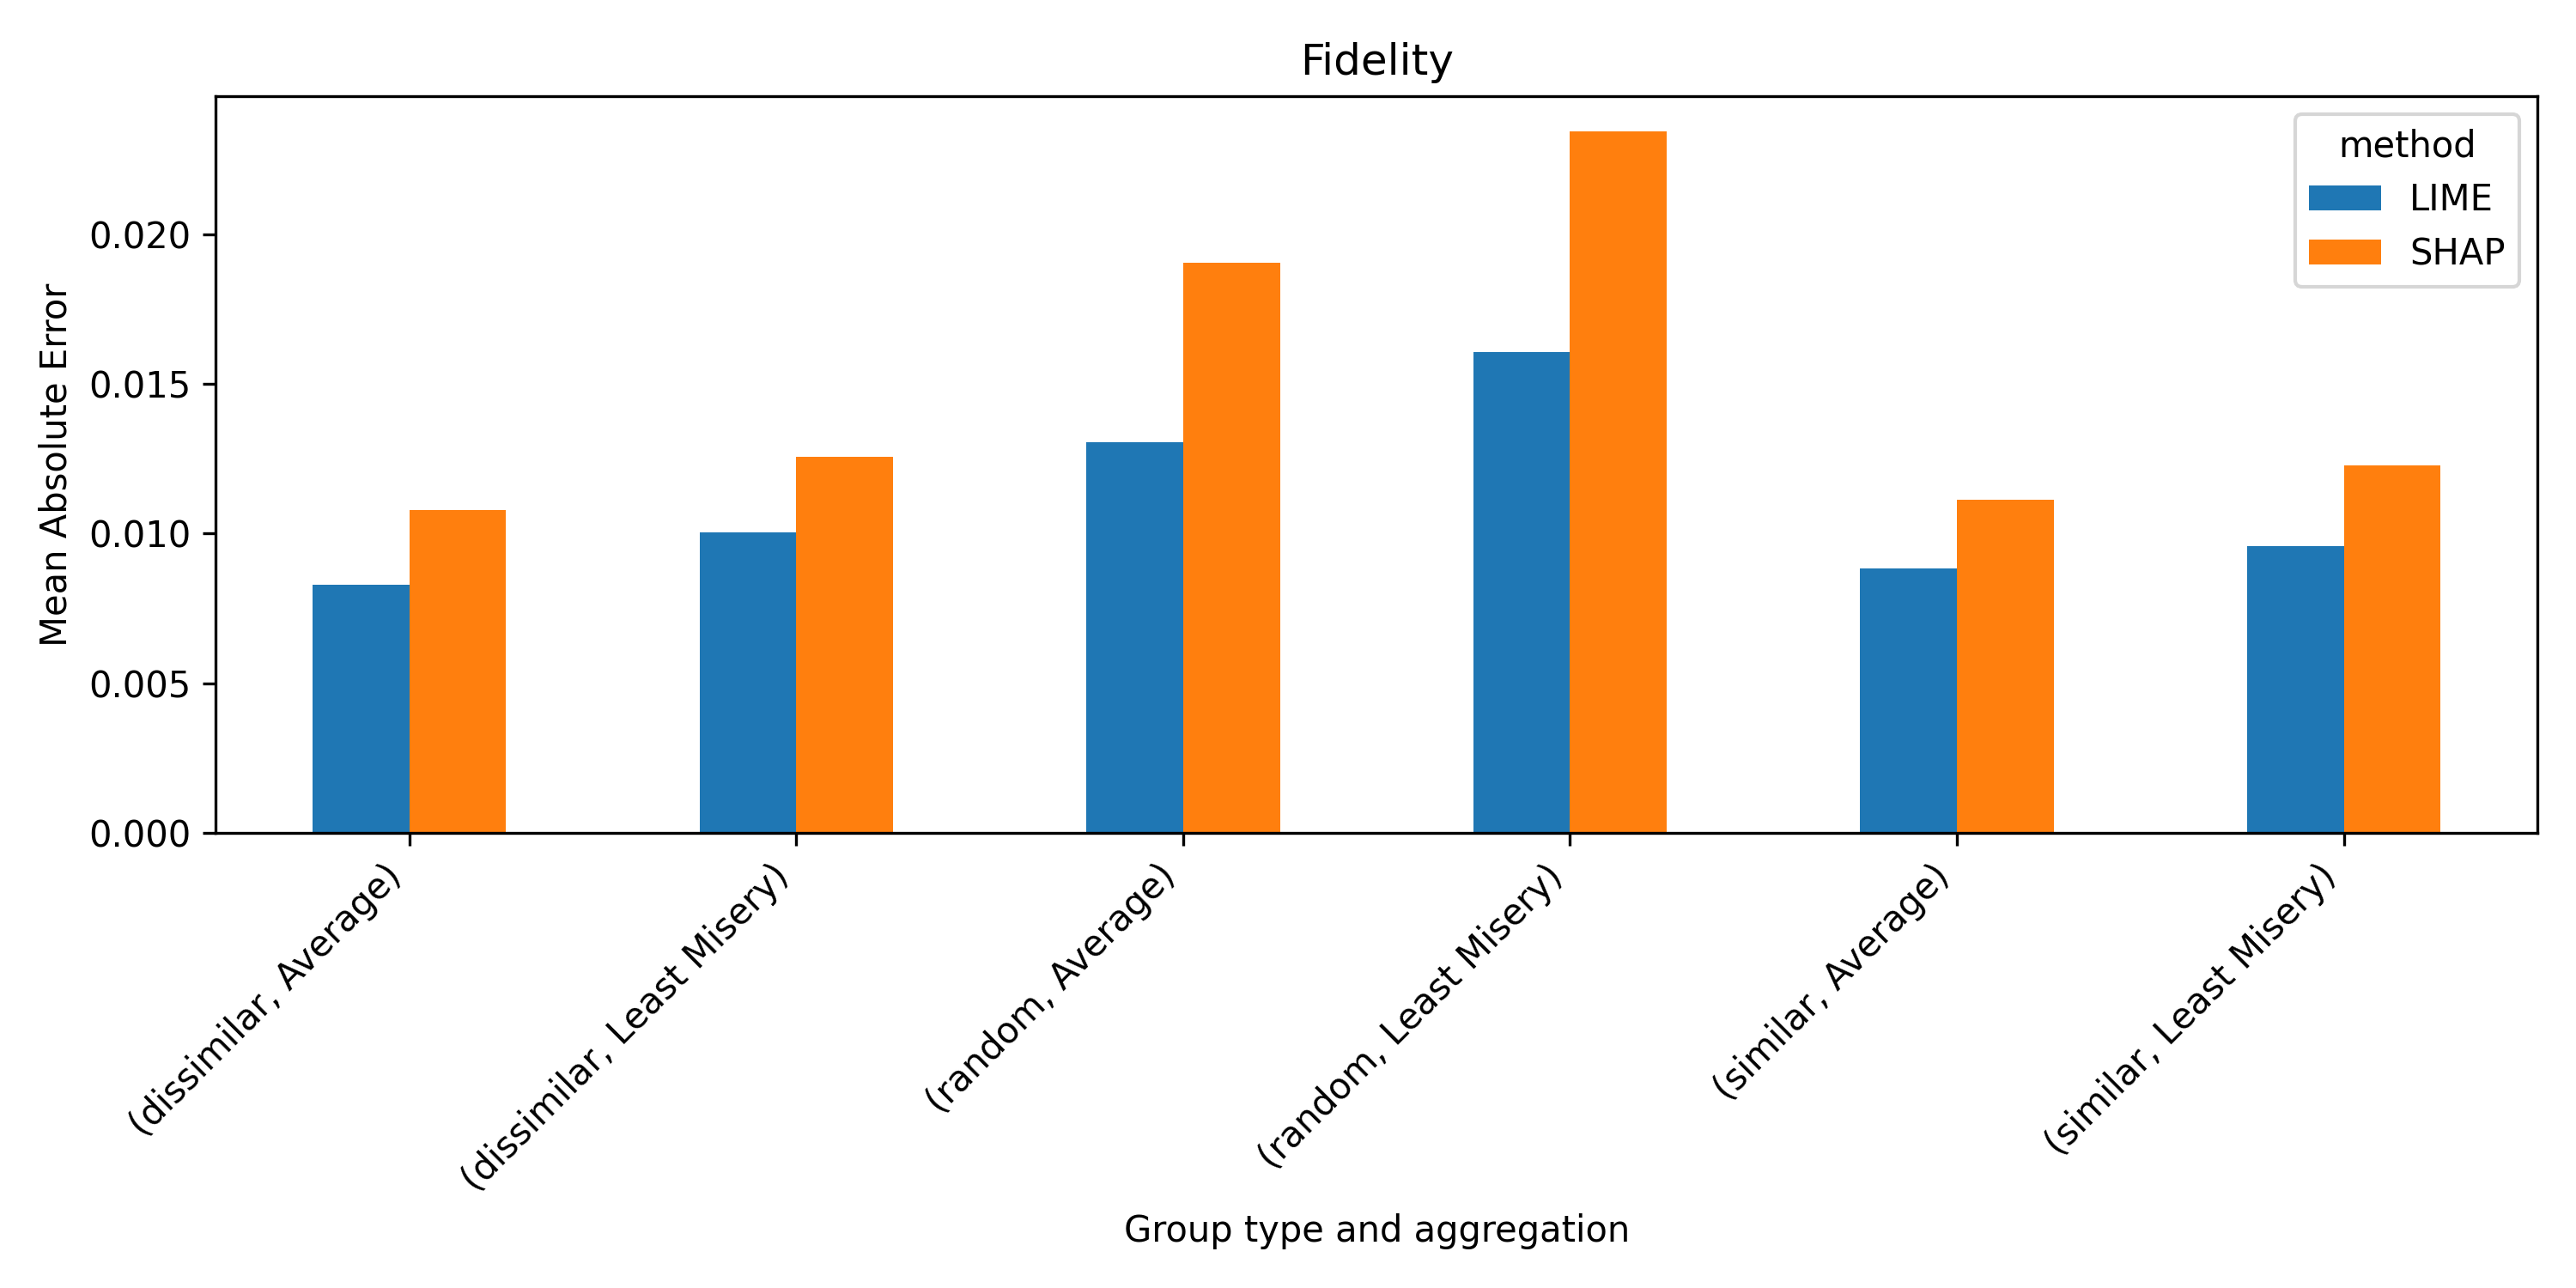 Fidelity
method
LIME
SHAP
Mean Absolute Error
0.020
0.015
0.010
0.005
0.000
(dissimilar, Average)
(dissimilar, Least Misery)
(random, Average)
(random, Least Misery)
(similar, Average)
(similar, Least Misery)
Group type and aggregation